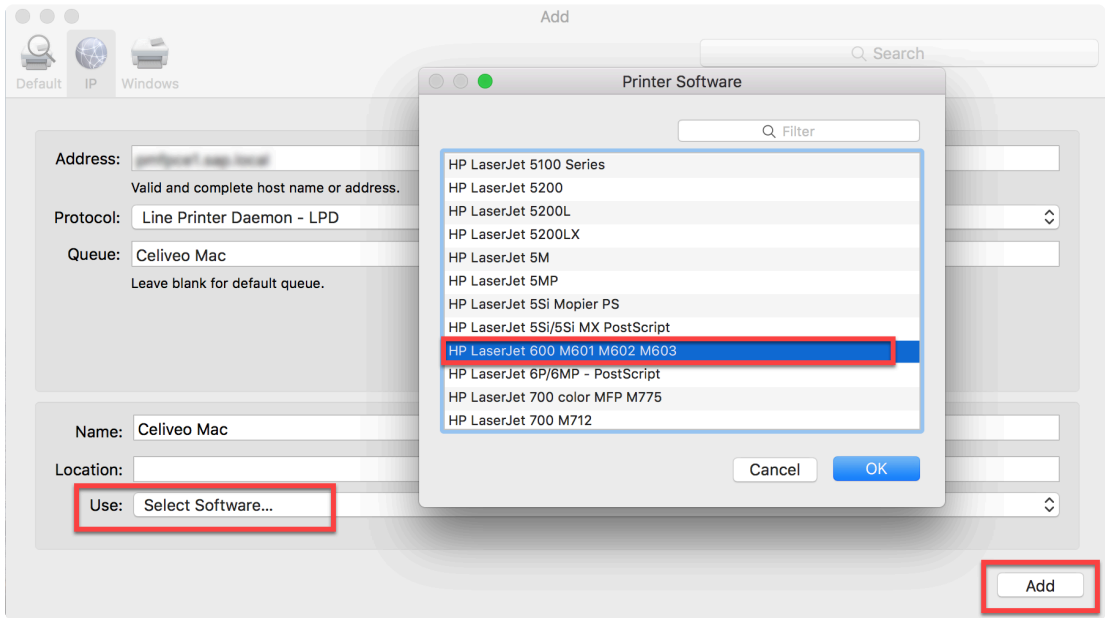 Add
Default IP Windows
Search
Printer Software
Filter
Address:
Valid and complete host name or address.
Protocol: Line Printer Daemon - LPD
Queue: Celiveo Mac
Leave blank for default queue.
HP LaserJet 5100 Series
HP LaserJet 5200
HP LaserJet 5200L
HP LaserJet 5200LX
HP LaserJet 5M
HP LaserJet 5MP
HP LaserJet 5Si Mopier PS
HP LaserJet 5Si/5Si MX PostScript
HP LaserJet 600 M601 M602 M603
HP LaserJet 6P/6MP - PostScript
HP LaserJet 700 color MFP M775
HP LaserJet 700 M712
Cancel OK
Name: Celiveo Mac
Location:
Use: Select Software...
Add